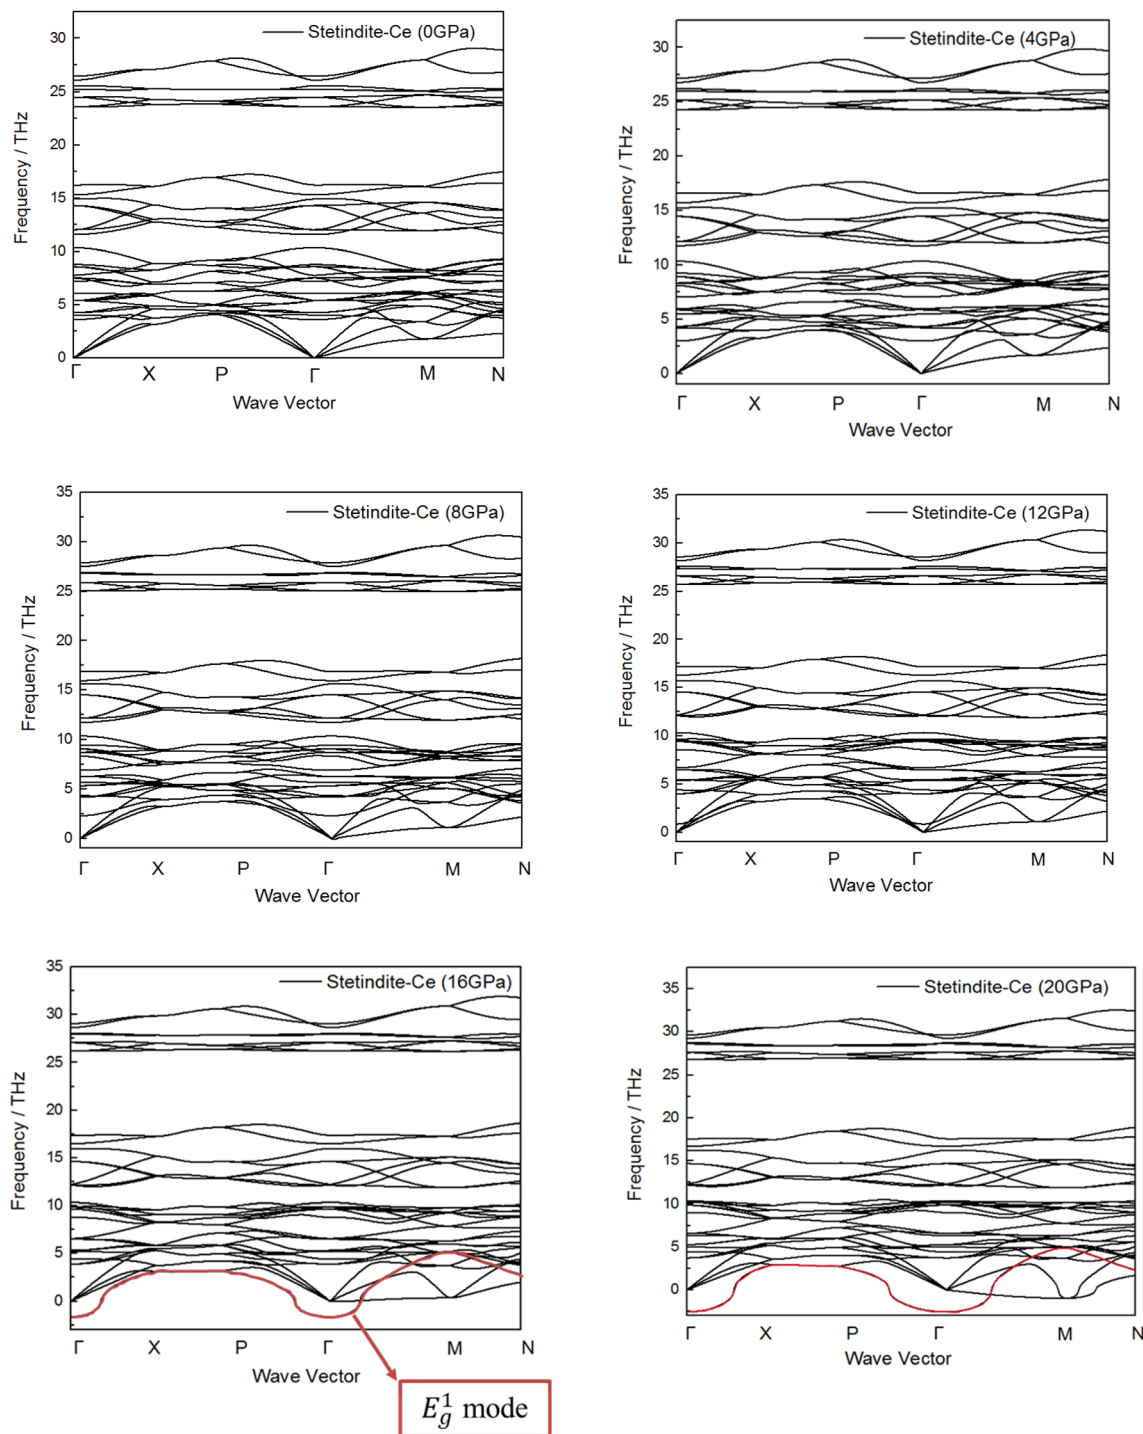 Stetindite-Ce (0GPa)
Frequency / THz
30
25
20
15
10
5
0
Γ X P Γ M N
Wave Vector
Stetindite-Ce (4GPa)
Frequency / THz
30
25
20
15
10
5
0
Γ X P Γ M N
Wave Vector
Stetindite-Ce (8GPa)
Frequency / THz
35
30
25
20
15
10
5
0
Γ X P Γ M N
Wave Vector
Stetindite-Ce (12GPa)
Frequency / THz
35
30
25
20
15
10
5
0
Γ X P Γ M N
Wave Vector
Stetindite-Ce (16GPa)
Frequency / THz
35
30
25
20
15
10
5
0
Γ X P Γ M N
Wave Vector
E_g^1 mode
Stetindite-Ce (20GPa)
Frequency / THz
35
30
25
20
15
10
5
0
Γ X P Γ M N
Wave Vector